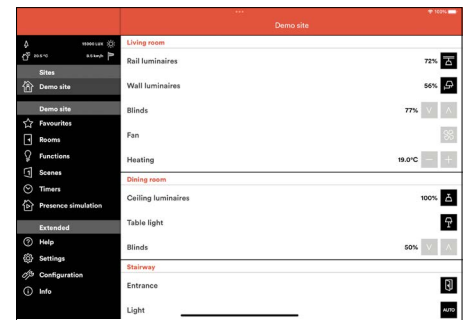 100%
Demo site
15000 LUX
20.5 °C 0.5 km/h
Sites
Demo site
Demo site
Favourites
Rooms
Functions
Scenes
Timers
Presence simulation
Extended
Help
Settings
Configuration
Info
Living room
Rail luminaires 72%
Wall luminaires 56%
Blinds 77%
Fan
Heating 19.0°C
Dining room
Ceiling luminaires 100%
Table light
Blinds 50%
Stairway
Entrance
Light AUTO